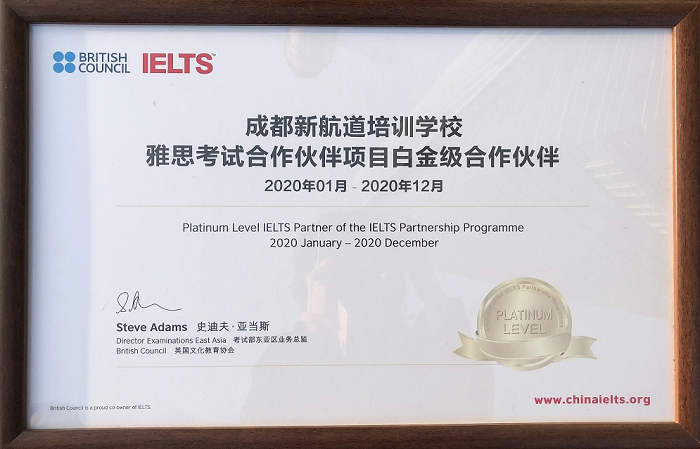 BRITISH COUNCIL IELTS™
成都新航道培训学校
雅思考试合作伙伴项目白金级合作伙伴
2020年01月 - 2020年12月
Platinum Level IELTS Partner of the IELTS Partnership Programme
2020 January – 2020 December
Steve Adams 史迪夫·亚当斯
Director Examinations East Asia 考试部东亚区业务总监
British Council 英国文化教育协会
IELTS Partnership
PLATINUM
LEVEL
www.chinaielts.org
British Council is a proud co-owner of IELTS.